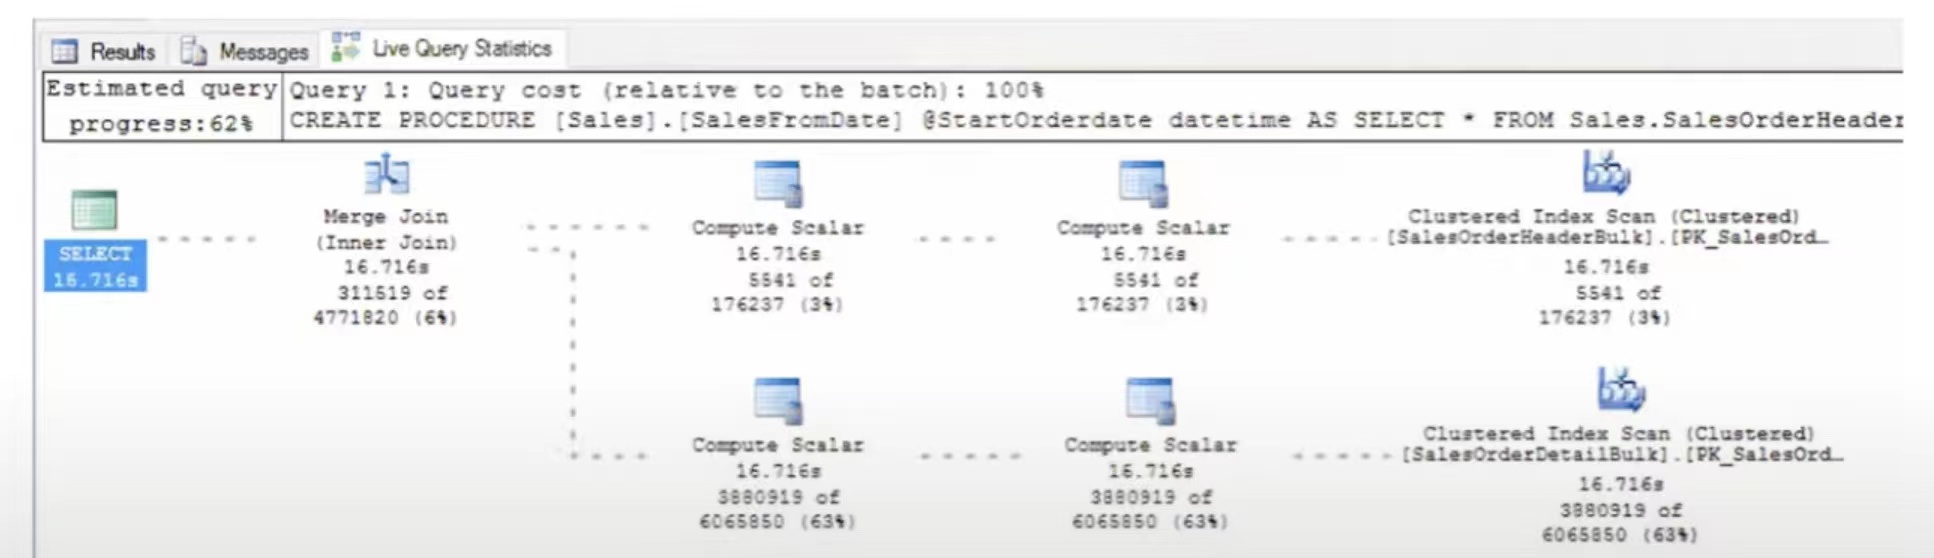 Results Messages Live Query Statistics
Estimated query
progress:62%
Query 1: Query cost (relative to the batch): 100%
CREATE PROCEDURE [Sales].[SalesFromDate] @StartOrderdate datetime AS SELECT * FROM Sales.SalesOrderHeader
SELECT
16.716s
Merge Join
(Inner Join)
16.716s
311519 of
4771820 (6%)
Compute Scalar
16.716s
5541 of
176237 (3%)
Compute Scalar
16.716s
5541 of
176237 (3%)
Clustered Index Scan (Clustered)
[SalesOrderHeaderBulk].[PK_SalesOrd…
16.716s
5541 of
176237 (3%)
Compute Scalar
16.716s
3880919 of
6065850 (63%)
Compute Scalar
16.716s
3880919 of
6065850 (63%)
Clustered Index Scan (Clustered)
[SalesOrderDetailBulk].[PK_SalesOrd…
16.716s
3880919 of
6065850 (63%)